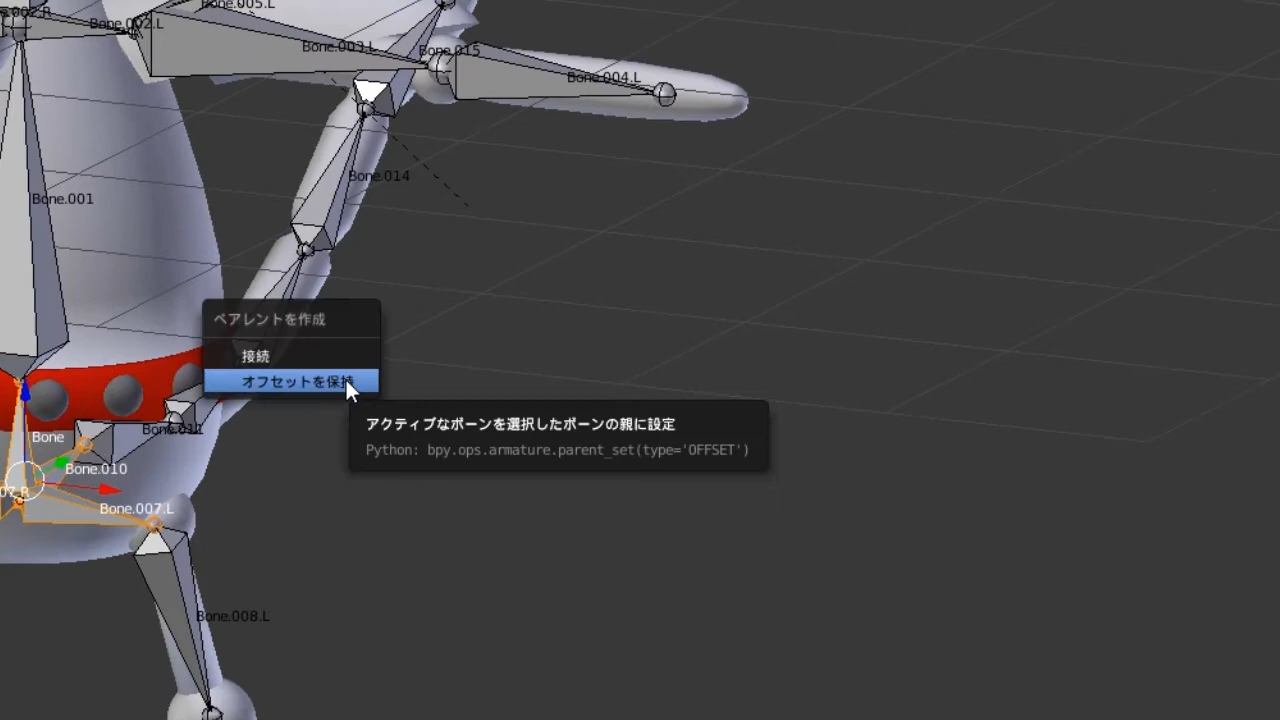 Bone.005.L
Bone.002.L
Bone.003.L
Bone.015
Bone.004.L
Bone.014
Bone.001
ペアレントを作成
接続
オフセットを保持
アクティブなボーンを選択したボーンの親に設定
Python: bpy.ops.armature.parent_set(type='OFFSET')
Bone.011
Bone
Bone.010
07.R
Bone.007.L
Bone.008.L